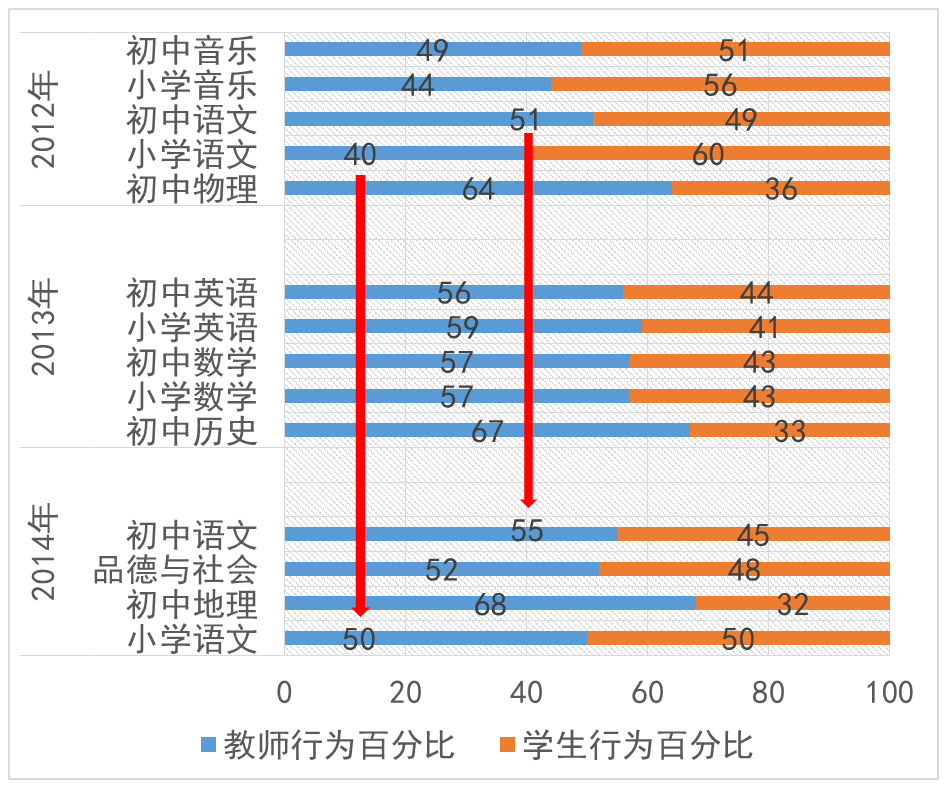 2012年
初中音乐 49 51
小学音乐 44 56
初中语文 51 49
小学语文 40 60
初中物理 64 36
2013年
初中英语 56 44
小学英语 59 41
初中数学 57 43
小学数学 57 43
初中历史 67 33
2014年
初中语文 55 45
品德与社会 52 48
初中地理 68 32
小学语文 50 50
0 20 40 60 80 100
教师行为百分比 学生行为百分比